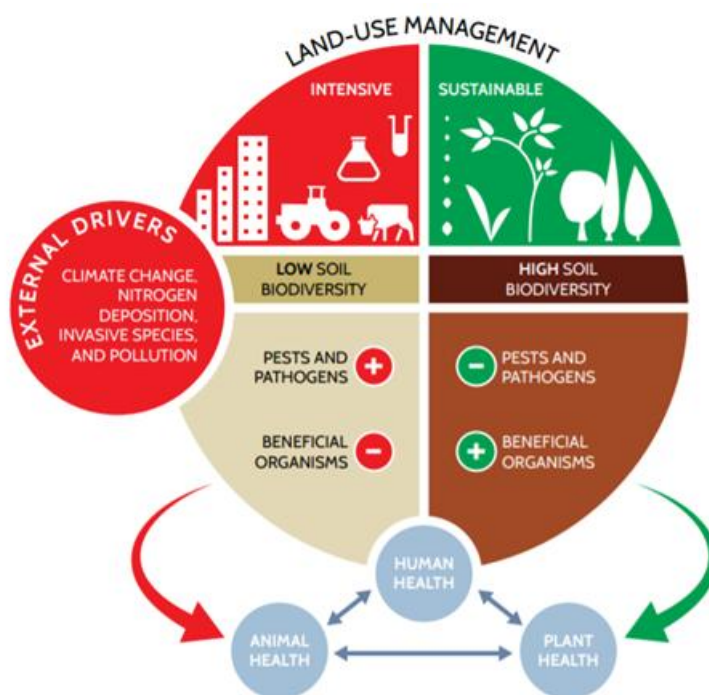 LAND-USE MANAGEMENT
INTENSIVE
SUSTAINABLE
EXTERNAL DRIVERS
CLIMATE CHANGE,
NITROGEN
DEPOSITION,
INVASIVE SPECIES,
AND POLLUTION
LOW SOIL
BIODIVERSITY
HIGH SOIL
BIODIVERSITY
PESTS AND
PATHOGENS
+
BENEFICIAL
ORGANISMS
-
-
PESTS AND
PATHOGENS
+
BENEFICIAL
ORGANISMS
HUMAN
HEALTH
ANIMAL
HEALTH
PLANT
HEALTH